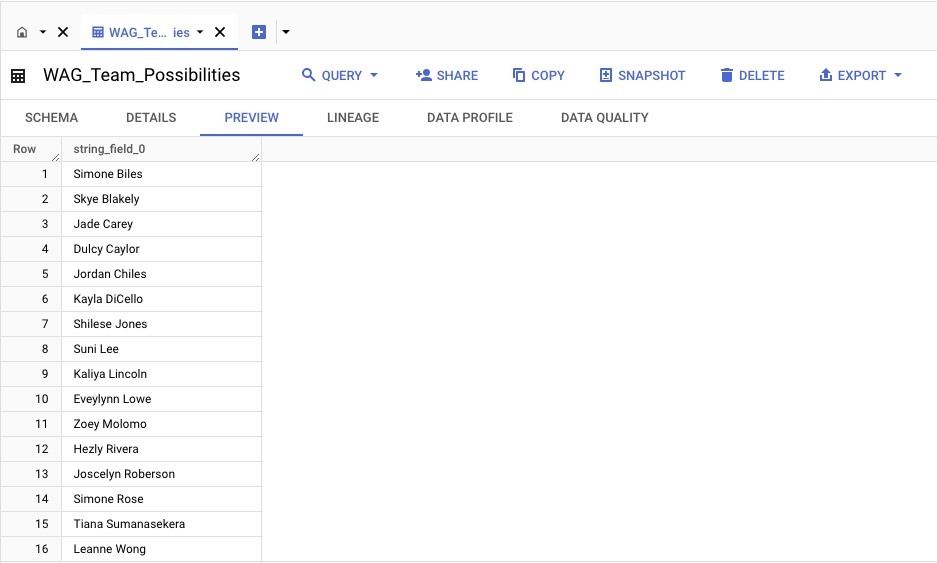 WAG_Te... ies
WAG_Team_Possibilities QUERY SHARE COPY SNAPSHOT DELETE EXPORT
SCHEMA DETAILS PREVIEW LINEAGE DATA PROFILE DATA QUALITY
Row string_field_0
1 Simone Biles
2 Skye Blakely
3 Jade Carey
4 Dulcy Caylor
5 Jordan Chiles
6 Kayla DiCello
7 Shilese Jones
8 Suni Lee
9 Kaliya Lincoln
10 Eveylynn Lowe
11 Zoey Molomo
12 Hezly Rivera
13 Joscelyn Roberson
14 Simone Rose
15 Tiana Sumanasekera
16 Leanne Wong